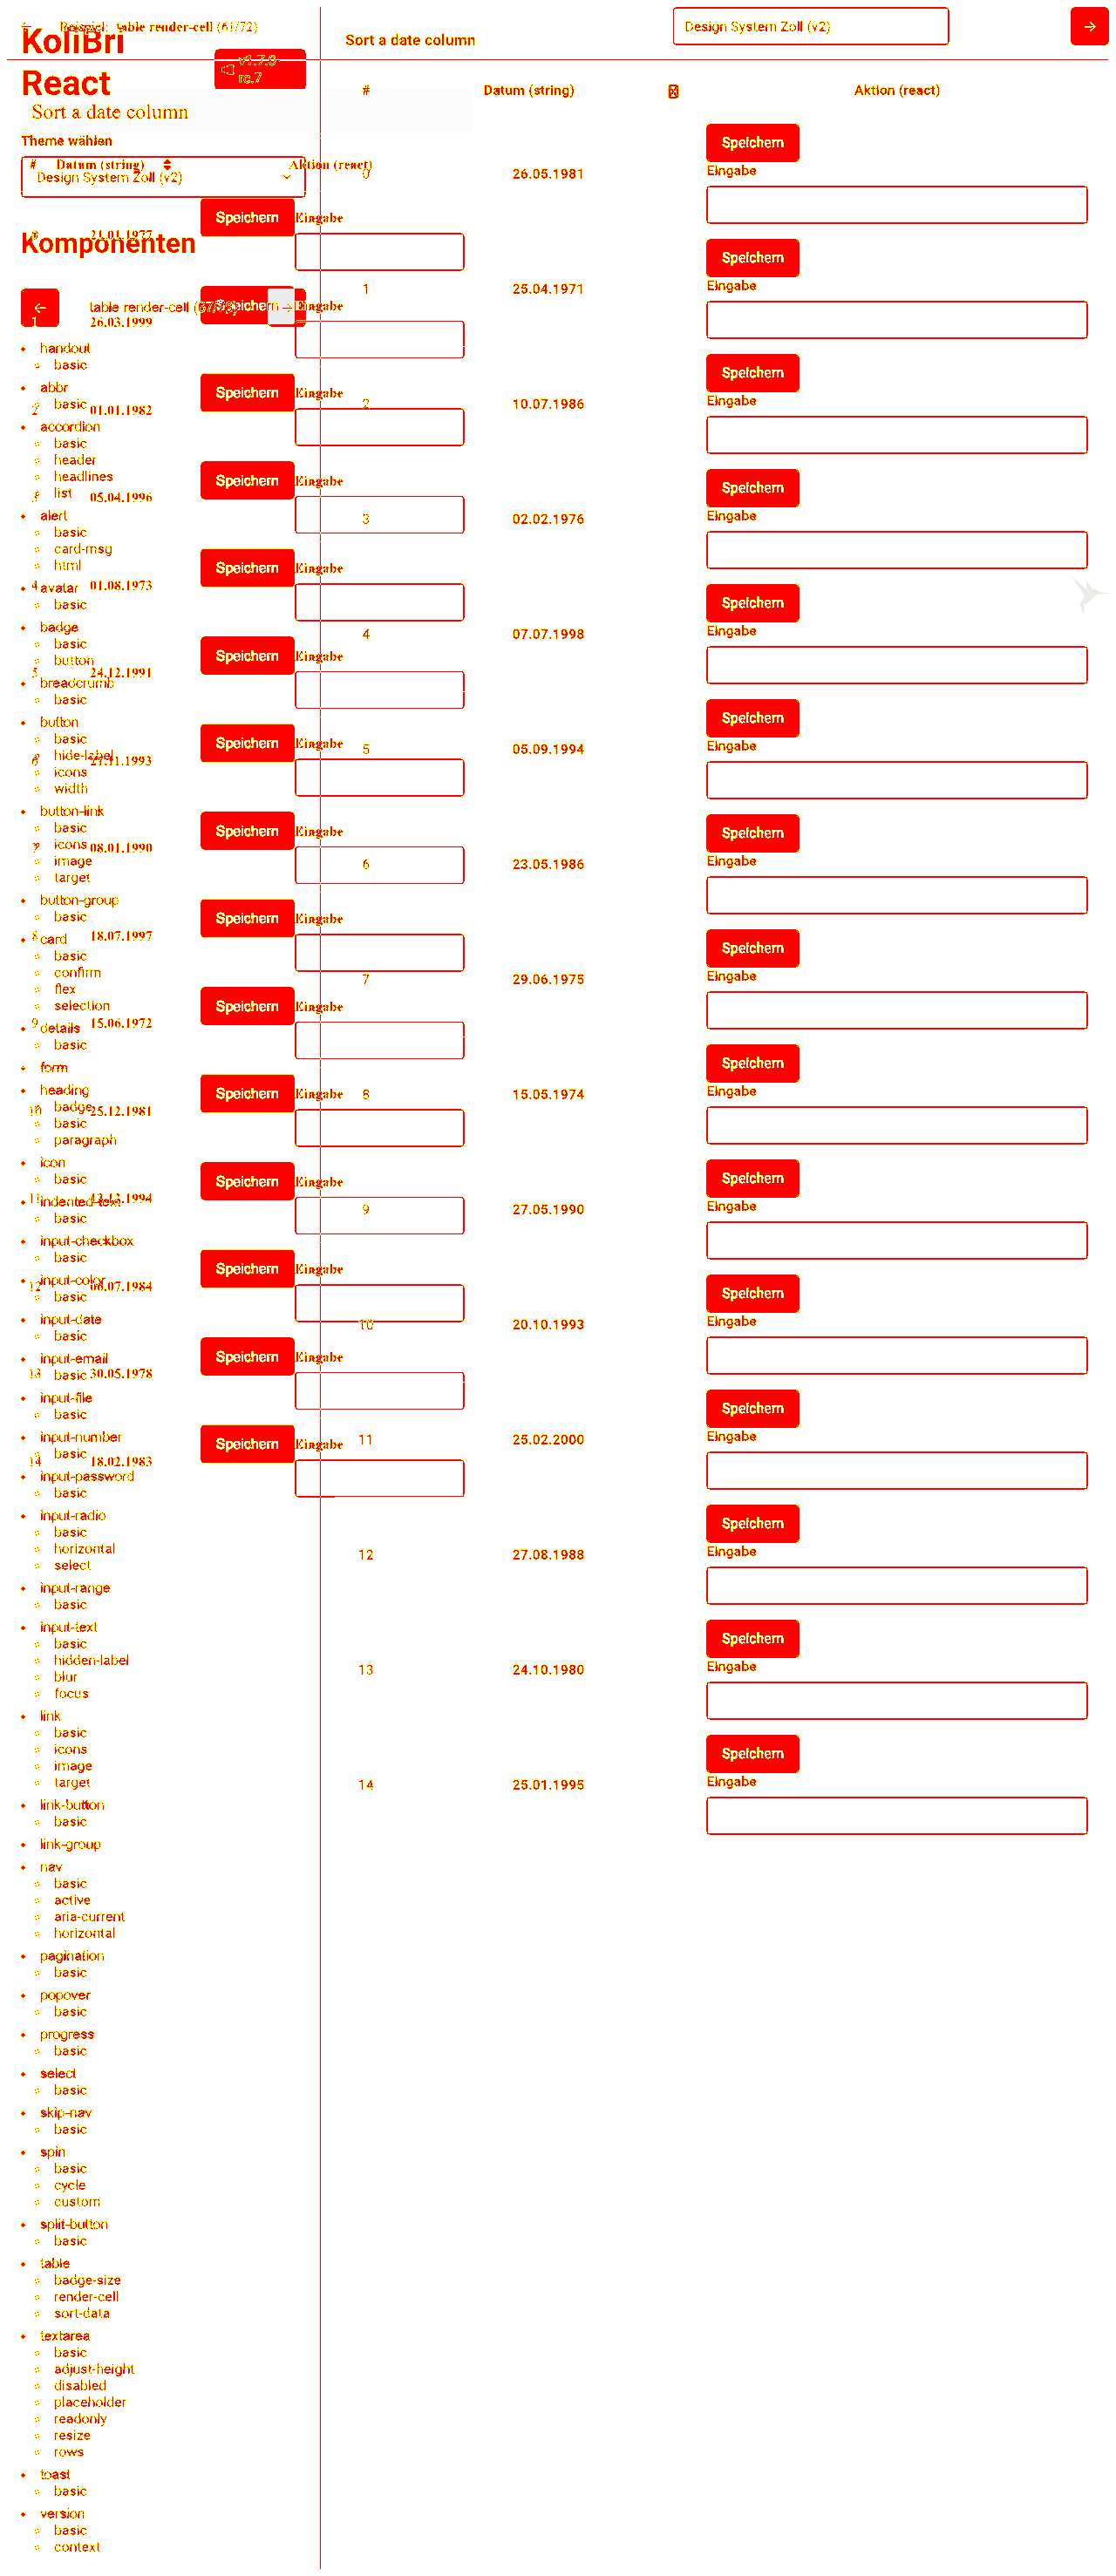 Beispiel: table render-cell (61/72)
Design System Zoll (v2)
KoliBri
React
v1.7.0-
rc.7
Sort a date column
Sort a date column
# Datum (string) Aktion (react)
Theme wählen
# Datum (string) Aktion (react)
Design System Zoll (v2)
Komponenten
table render-cell
Speichern Eingabe
26.03.1999
Speichern Eingabe
01.01.1982
Speichern Eingabe
3 05.04.1996
Speichern Eingabe
4 01.08.1973
Speichern Eingabe
5 24.12.1991
Speichern Eingabe
6
Speichern Eingabe
08.01.1990
Speichern Eingabe
8 18.07.1997
Speichern Eingabe
9 15.06.1972
Speichern Eingabe
10 25.12.1981
Speichern Eingabe
11
Speichern Eingabe
12 06.07.1984
Speichern Eingabe
13 30.05.1978
Speichern Eingabe
14 18.02.1983
Speichern Eingabe
handout
basic
abbr
basic
accordion
basic
header
headlines
list
alert
basic
card-msg
html
avatar
basic
badge
basic
button
breadcrumb
basic
button
basic
hide-label
icons
width
button-link
basic
icons
image
target
button-group
basic
card
basic
confirm
flex
selection
details
basic
form
heading
badge
basic
paragraph
icon
basic
indented-text
basic
input-checkbox
basic
input-color
basic
input-date
basic
input-email
basic
input-file
basic
input-number
basic
input-password
basic
input-radio
basic
horizontal
select
input-range
basic
input-text
basic
hidden-label
blur
focus
link
basic
icons
image
target
link-button
basic
link-group
nav
basic
active
aria-current
horizontal
pagination
basic
popover
basic
progress
basic
select
basic
skip-nav
basic
spin
basic
cycle
custom
split-button
basic
table
badge-size
render-cell
sort-data
textarea
basic
adjust-height
disabled
placeholder
readonly
resize
rows
toast
basic
version
basic
context
Speichern
0 26.05.1981 Eingabe
Speichern
1 25.04.1971 Eingabe
Speichern
2 10.07.1986 Eingabe
Speichern
3 02.02.1976 Eingabe
Speichern
4 07.07.1998 Eingabe
Speichern
5 05.09.1994 Eingabe
Speichern
6 23.05.1986 Eingabe
Speichern
7 29.06.1975 Eingabe
Speichern
8 15.05.1974 Eingabe
Speichern
9 27.05.1990 Eingabe
Speichern
10 20.10.1993 Eingabe
Speichern
11 25.02.2000 Eingabe
Speichern
12 27.08.1988 Eingabe
Speichern
13 24.10.1980 Eingabe
Speichern
14 25.01.1995 Eingabe